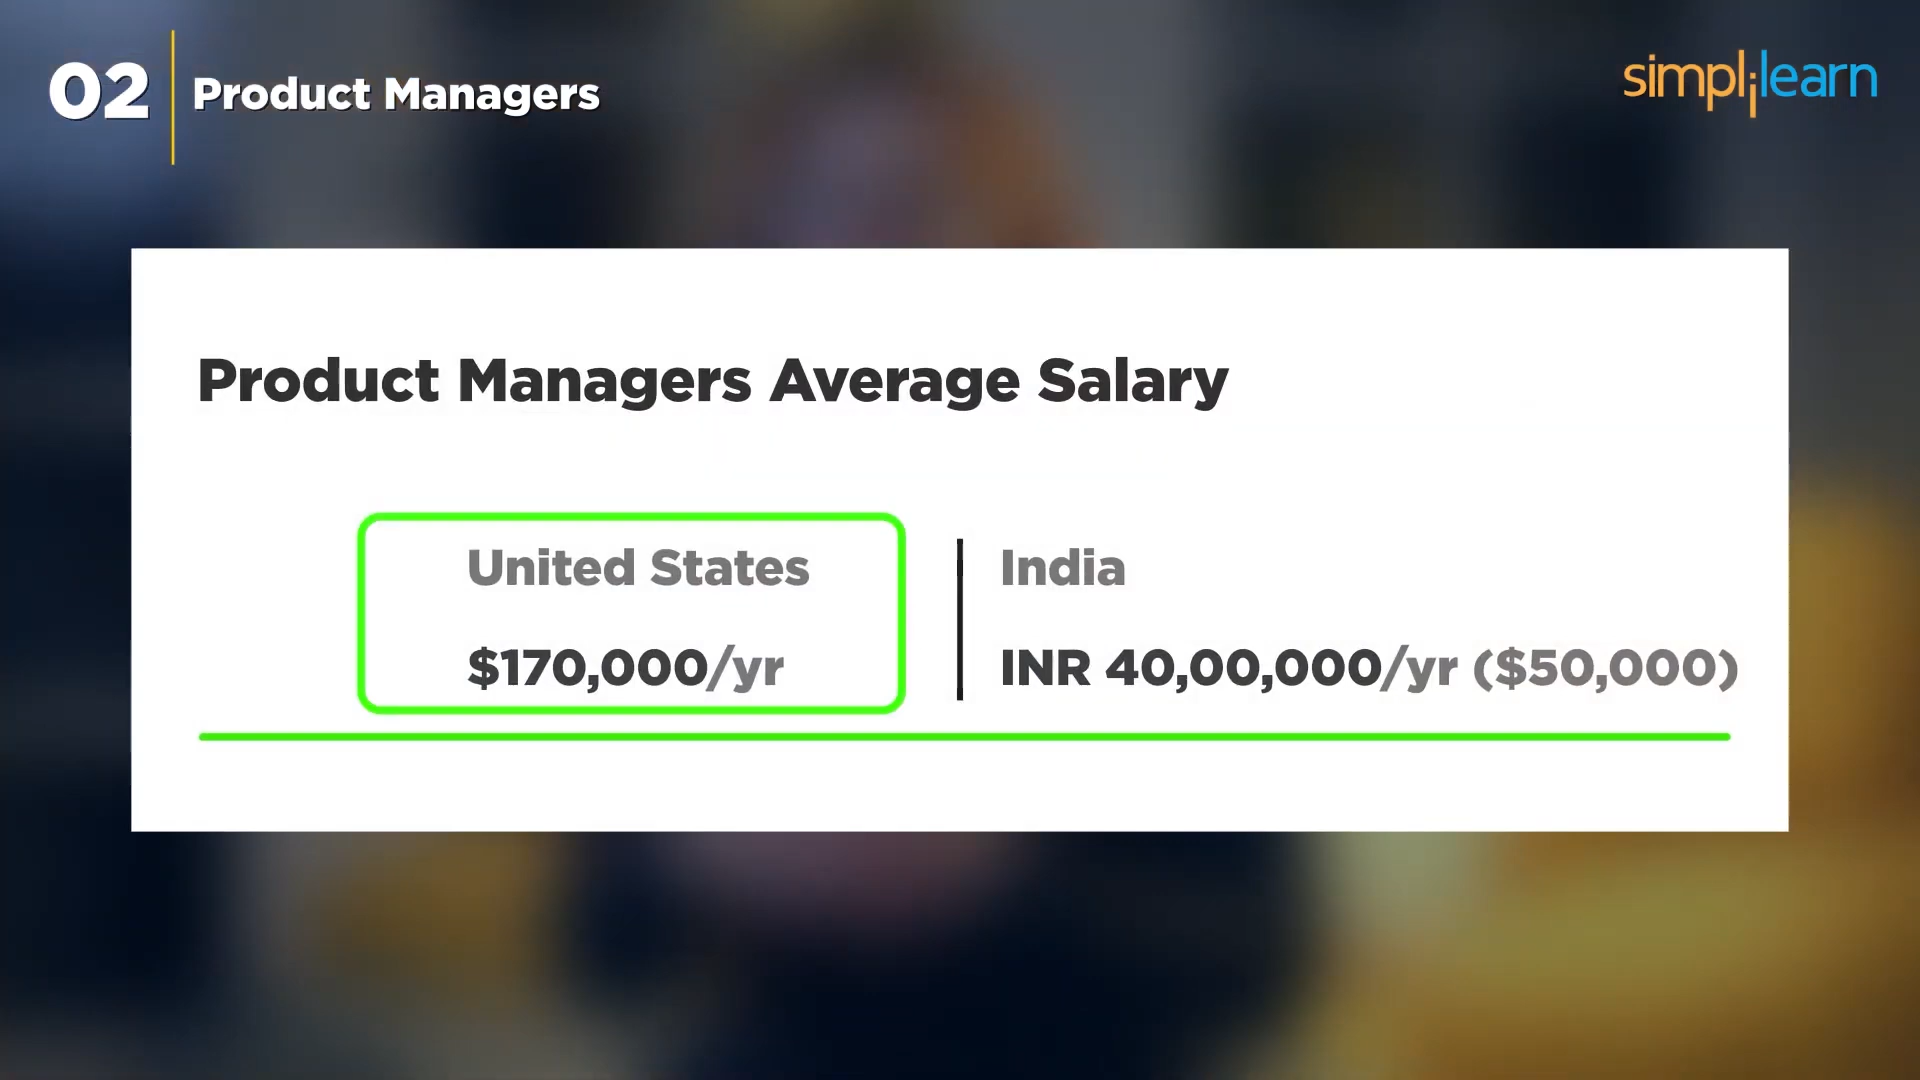 02
Product Managers
simplilearn
Product Managers Average Salary
United States
India
$170,000/yr
INR 40,00,000/yr ($50,000)